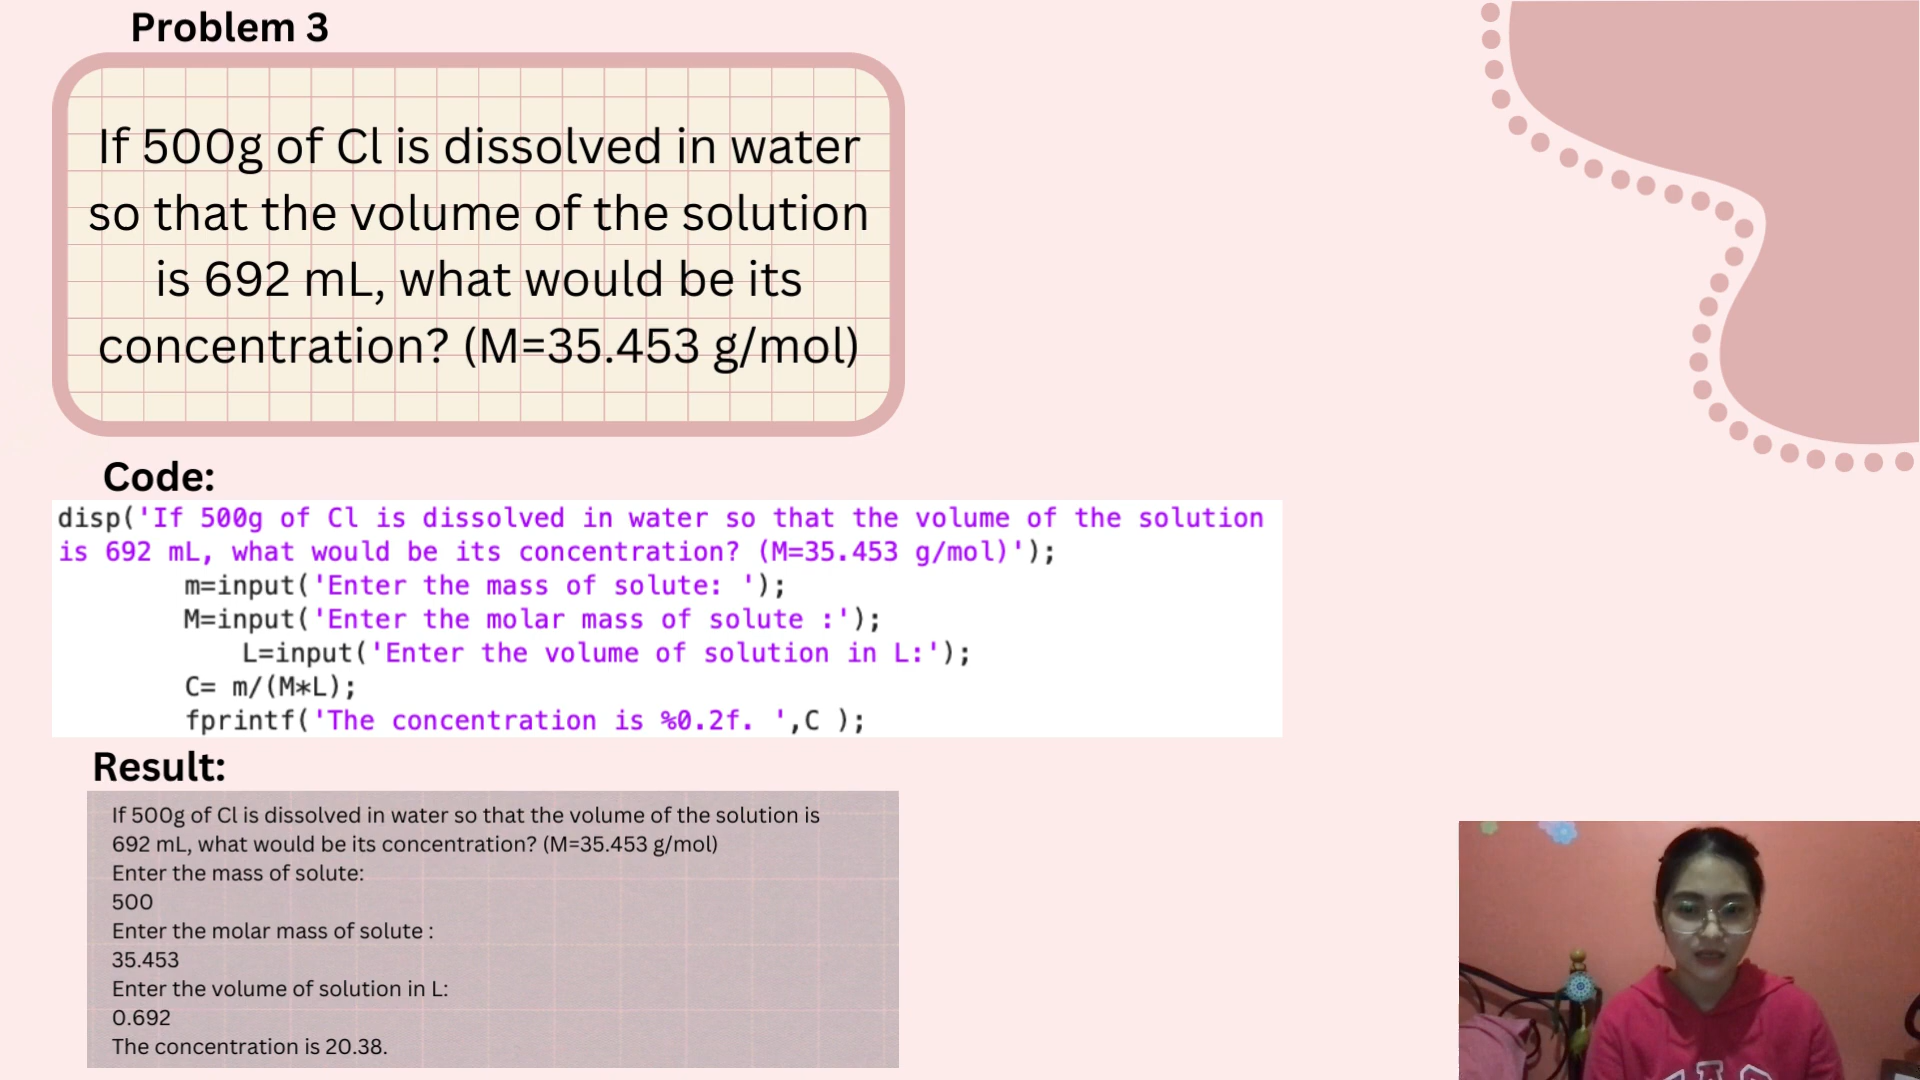 Problem 3
If 500g of Cl is dissolved in water
so that the volume of the solution
is 692 mL, what would be its
concentration? (M=35.453 g/mol)
Code:
disp('If 500g of Cl is dissolved in water so that the volume of the solution
is 692 mL, what would be its concentration? (M=35.453 g/mol)');
m=input('Enter the mass of solute: ');
M=input('Enter the molar mass of solute :');
L=input('Enter the volume of solution in L:');
C= m/(M*L);
fprintf('The concentration is %0.2f. ',C );
Result:
If 500g of Cl is dissolved in water so that the volume of the solution is
692 mL, what would be its concentration? (M=35.453 g/mol)
Enter the mass of solute:
500
Enter the molar mass of solute :
35.453
Enter the volume of solution in L:
0.692
The concentration is 20.38.